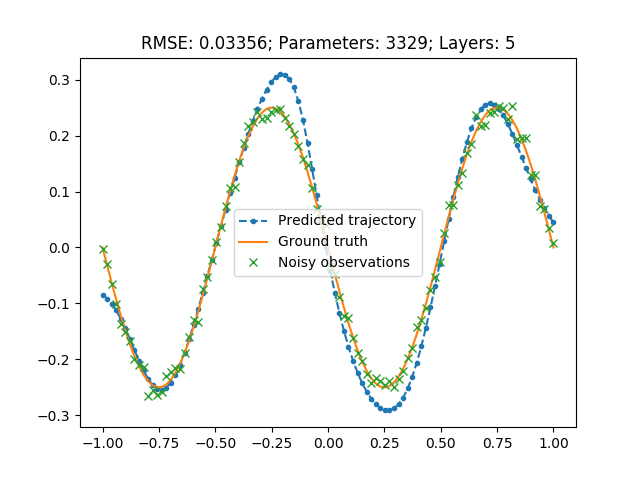 RMSE: 0.03356; Parameters: 3329; Layers: 5
0.3
0.2
0.1
0.0
−0.1
−0.2
−0.3
Predicted trajectory
Ground truth
Noisy observations
−1.00 −0.75 −0.50 −0.25 0.00 0.25 0.50 0.75 1.00